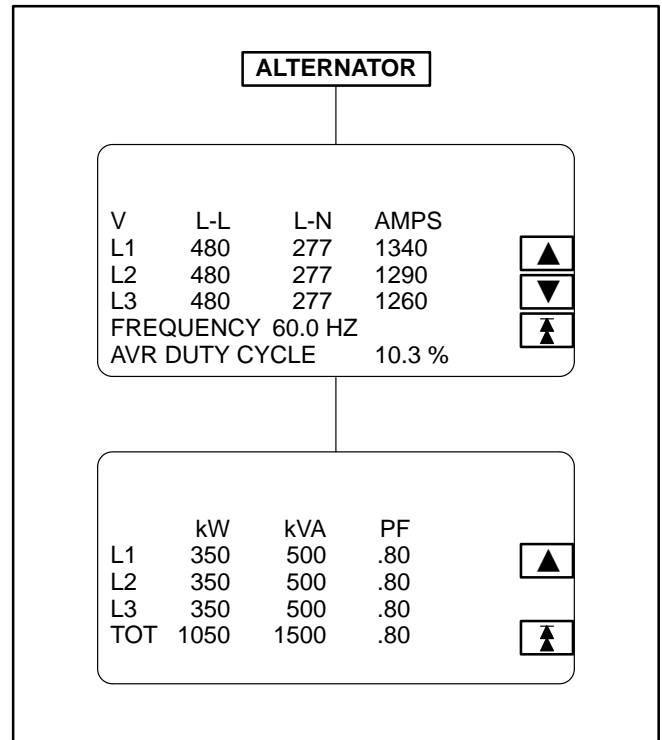 ALTERNATOR
V L-L L-N AMPS
L1 480 277 1340
L2 480 277 1290
L3 480 277 1260
FREQUENCY 60.0 HZ
AVR DUTY CYCLE 10.3 %
kW kVA PF
L1 350 500 .80
L2 350 500 .80
L3 350 500 .80
TOT 1050 1500 .80